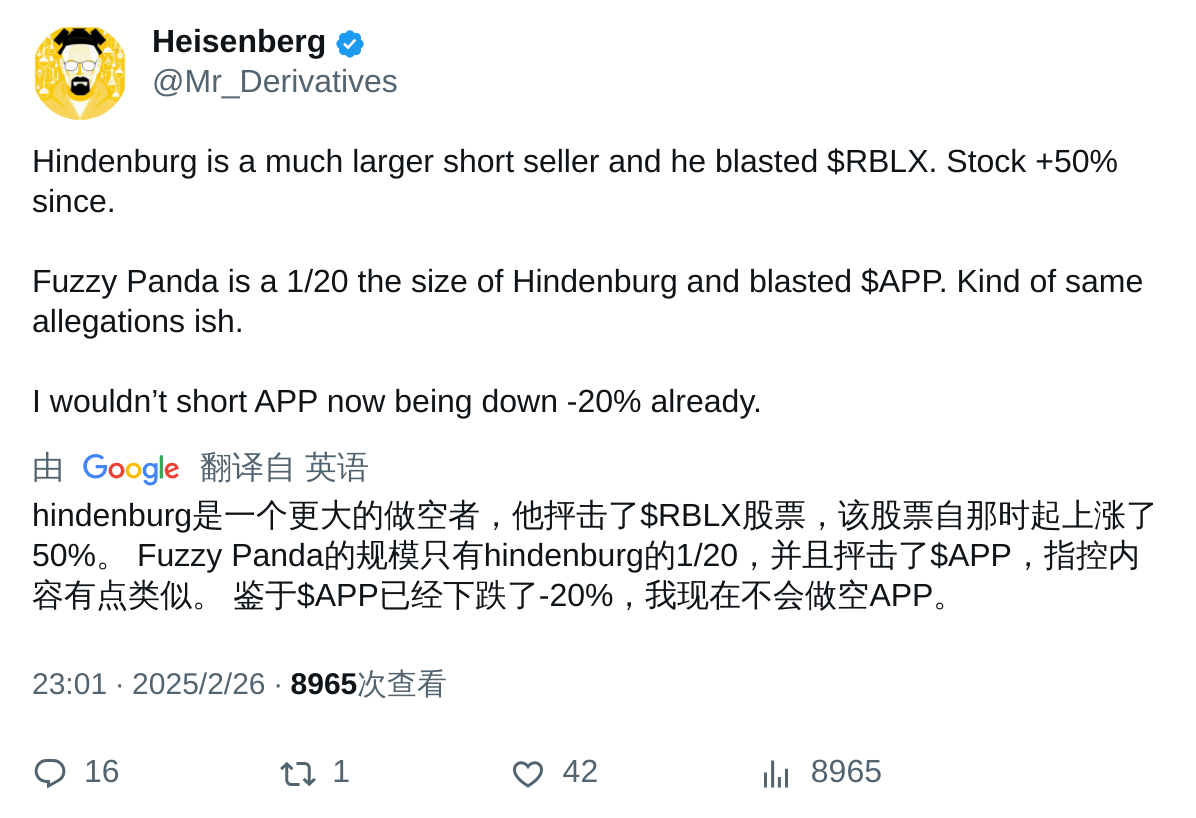 Heisenberg
@Mr_Derivatives
Hindenburg is a much larger short seller and he blasted $RBLX. Stock +50%
since.
Fuzzy Panda is a 1/20 the size of Hindenburg and blasted $APP. Kind of same
allegations ish.
I wouldn’t short APP now being down -20% already.
由 Google 翻译自 英语
hindenburg是一个更大的做空者，他抨击了$RBLX股票，该股票自那时起上涨了
50%。 Fuzzy Panda的规模只有hindenburg的1/20，并且抨击了$APP，指控内
容有点类似。 鉴于$APP已经下跌了-20%，我现在不会做空APP。
23:01 · 2025/2/26 · 8965次查看
16 1 42 8965